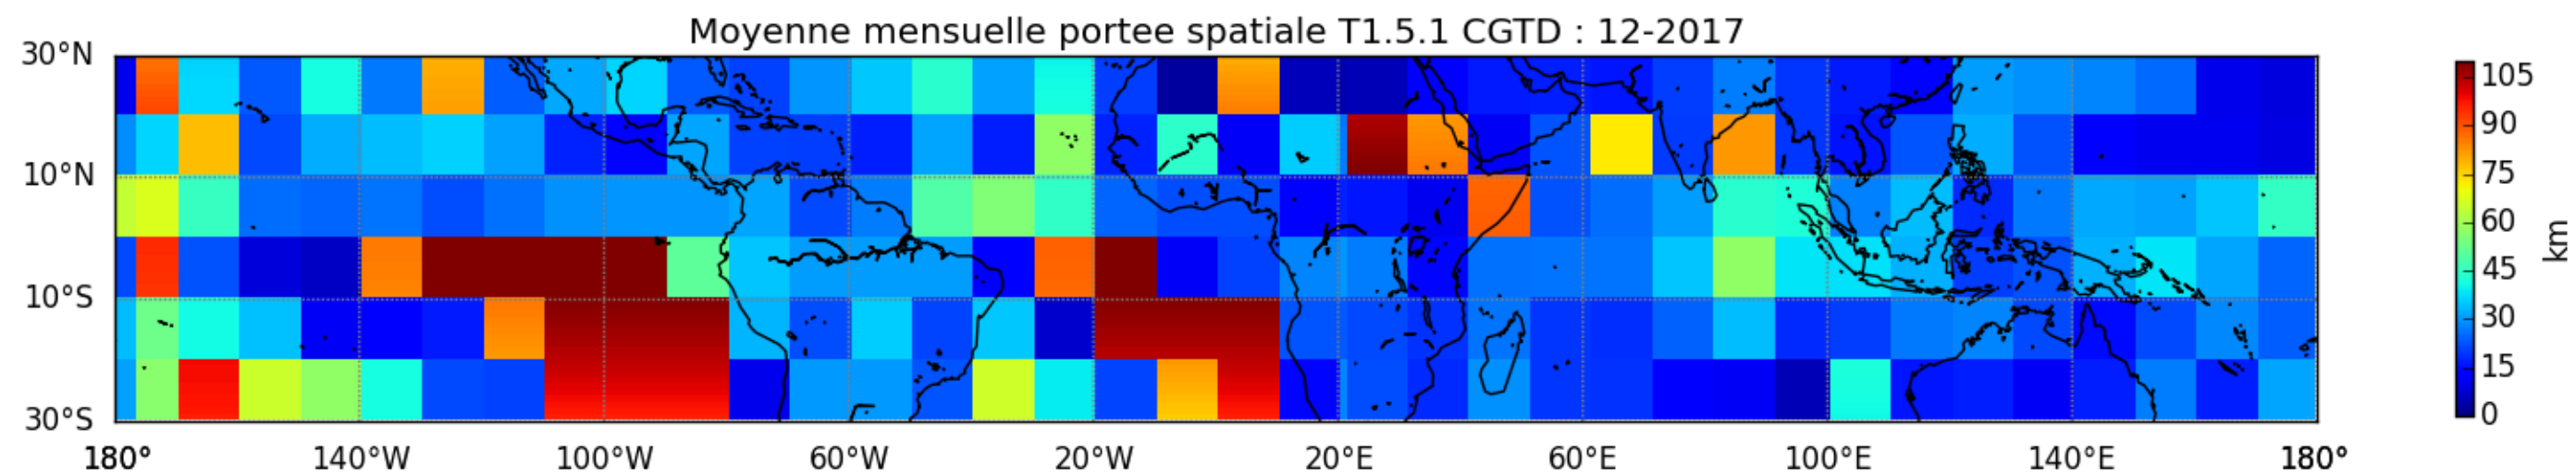 Moyenne mensuelle portee spatiale T1.5.1 CGTD : 12-2017
30°N
10°N
10°S
30°S
180° 140°W 100°W 60°W 20°W 20°E 60°E 100°E 140°E 180°
105
90
75
60
45
30
15
0
km